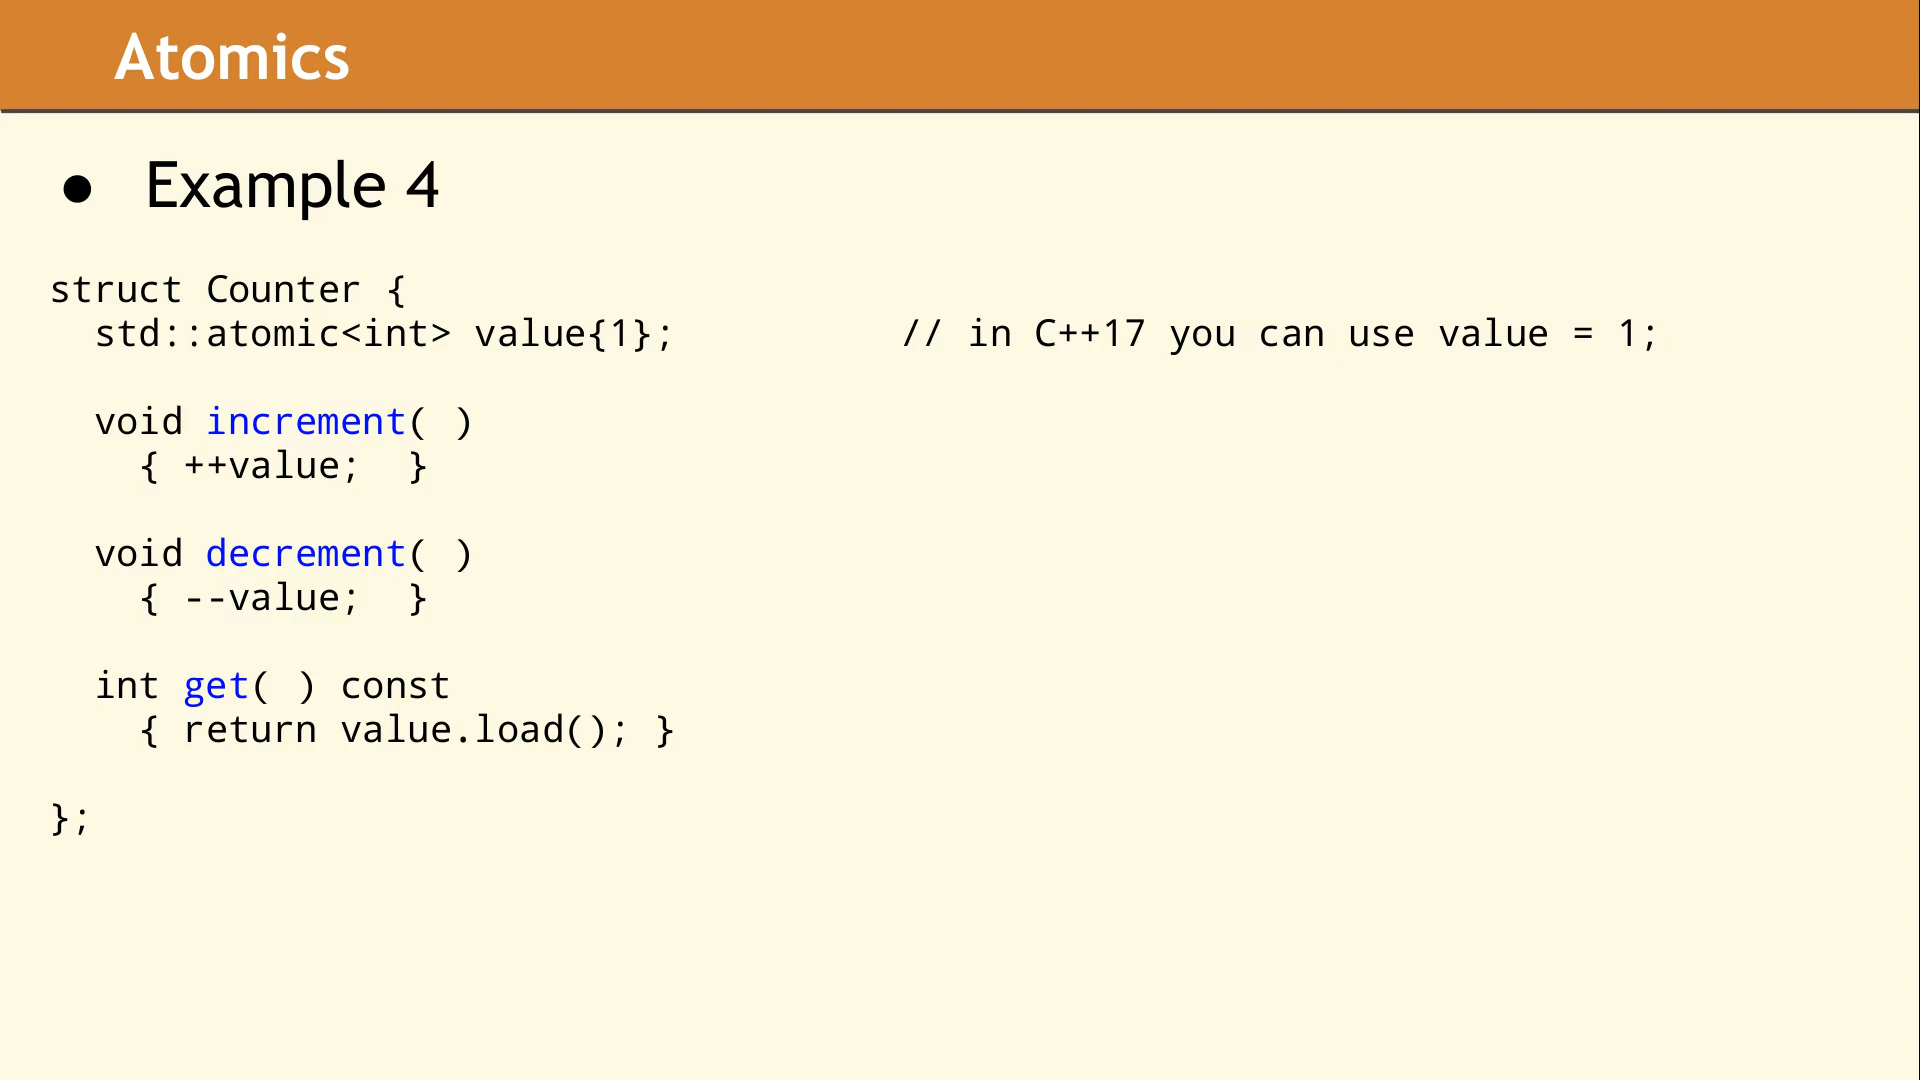 Atomics
● Example 4
struct Counter {
  std::atomic<int> value{1};          // in C++17 you can use value = 1;
  void increment( )
    { ++value;  }
  void decrement( )
    { --value;  }
  int get( ) const
    { return value.load(); }
};